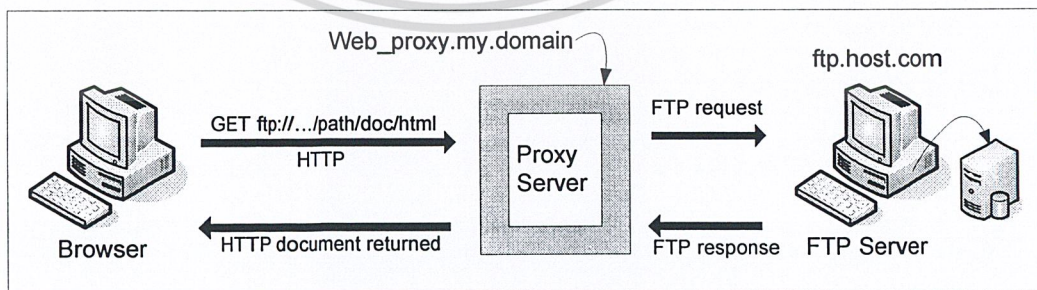 Web_proxy.my.domain
ftp.host.com
GET ftp://.../path/doc/html
HTTP
FTP request
Proxy
Server
HTTP document returned
FTP response
Browser
FTP Server